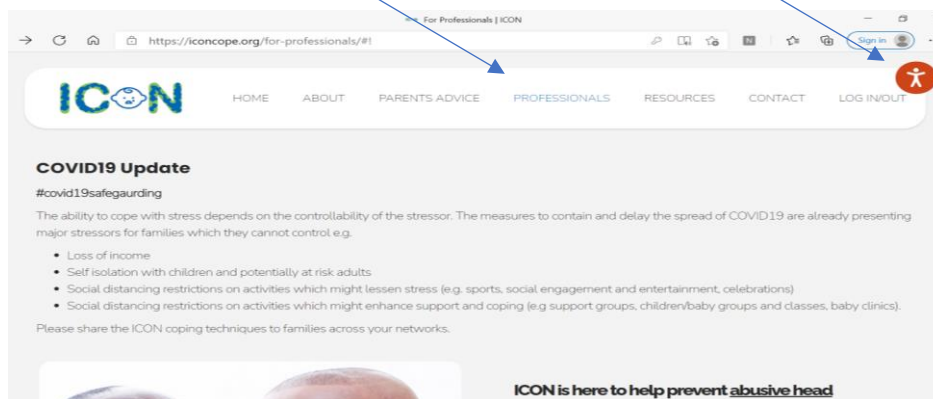 For Professionals | ICON
https://iconcope.org/for-professionals/#!
Sign in
ICON
HOME ABOUT PARENTS ADVICE PROFESSIONALS RESOURCES CONTACT LOG IN/OUT
COVID19 Update
#covid19safegaurding
The ability to cope with stress depends on the controllability of the stressor. The measures to contain and delay the spread of COVID19 are already presenting
major stressors for families which they cannot control e.g.
• Loss of income
• Self isolation with children and potentially at risk adults
• Social distancing restrictions on activities which might lessen stress (e.g. sports, social engagement and entertainment, celebrations)
• Social distancing restrictions on activities which might enhance support and coping (e.g support groups, children/baby groups and classes, baby clinics).
Please share the ICON coping techniques to families across your networks.
ICON is here to help prevent abusive head